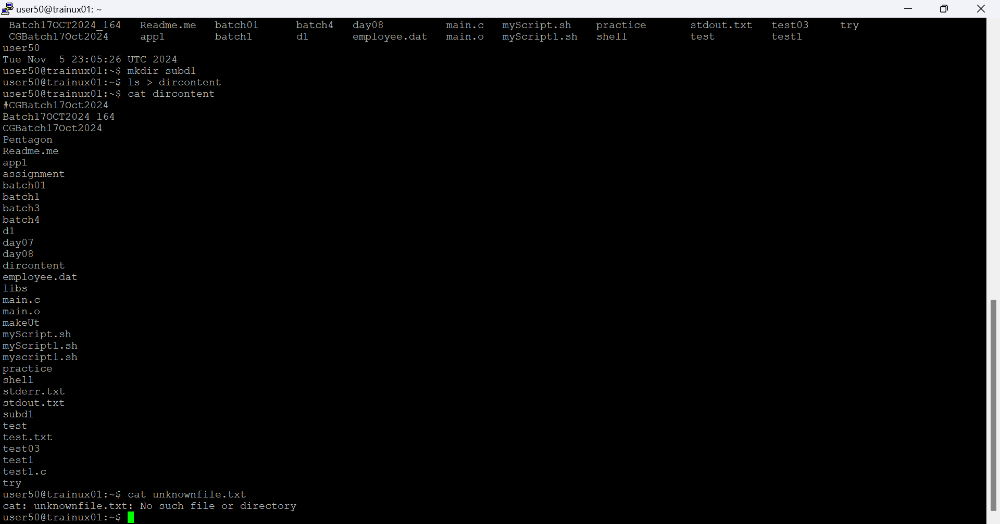 user50@trainux01: ~
Batch17OCT2024_164 Readme.me batch01 batch4 day08 main.c myScript.sh practice stdout.txt test03 try
CGBatch17Oct2024 app1 batch1 d1 employee.dat main.o myScript1.sh shell test test1
user50
Tue Nov  5 23:05:26 UTC 2024
user50@trainux01:~$ mkdir subd1
user50@trainux01:~$ ls > dircontent
user50@trainux01:~$ cat dircontent
#CGBatch17Oct2024
Batch17OCT2024_164
CGBatch17Oct2024
Pentagon
Readme.me
app1
assignment
batch01
batch1
batch3
batch4
d1
day07
day08
dircontent
employee.dat
libs
main.c
main.o
makeUt
myScript.sh
myScript1.sh
myscript1.sh
practice
shell
stderr.txt
stdout.txt
subd1
test
test.txt
test03
test1
test1.c
try
user50@trainux01:~$ cat unknownfile.txt
cat: unknownfile.txt: No such file or directory
user50@trainux01:~$